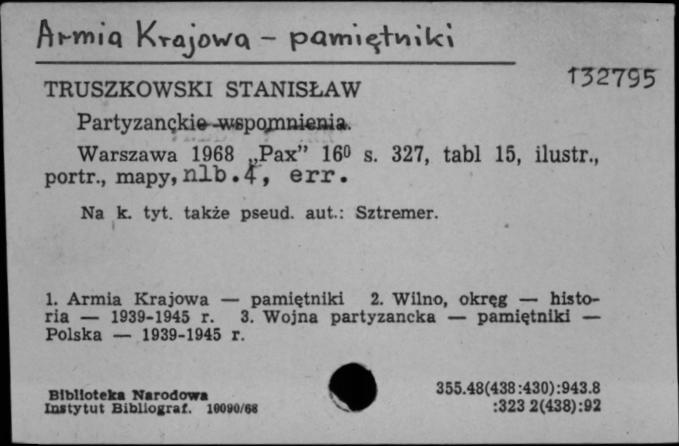 Armia Krajowa - pamiętniki
132795
TRUSZKOWSKI STANISŁAW
Partyzanckie wspomnienia.
Warszawa 1968 „Pax” 16⁰ s. 327, tabl 15, ilustr.,
portr., mapy, nlb.4, err.
Na k. tyt. także pseud. aut.: Sztremer.
1. Armia Krajowa — pamiętniki 2. Wilno, okręg — histo-
ria — 1939-1945 r. 3. Wojna partyzancka — pamiętniki —
Polska — 1939-1945 r.
Biblioteka Narodowa
Instytut Bibliograf. 10090/68
355.48(438:430):943.8
:323 2(438):92